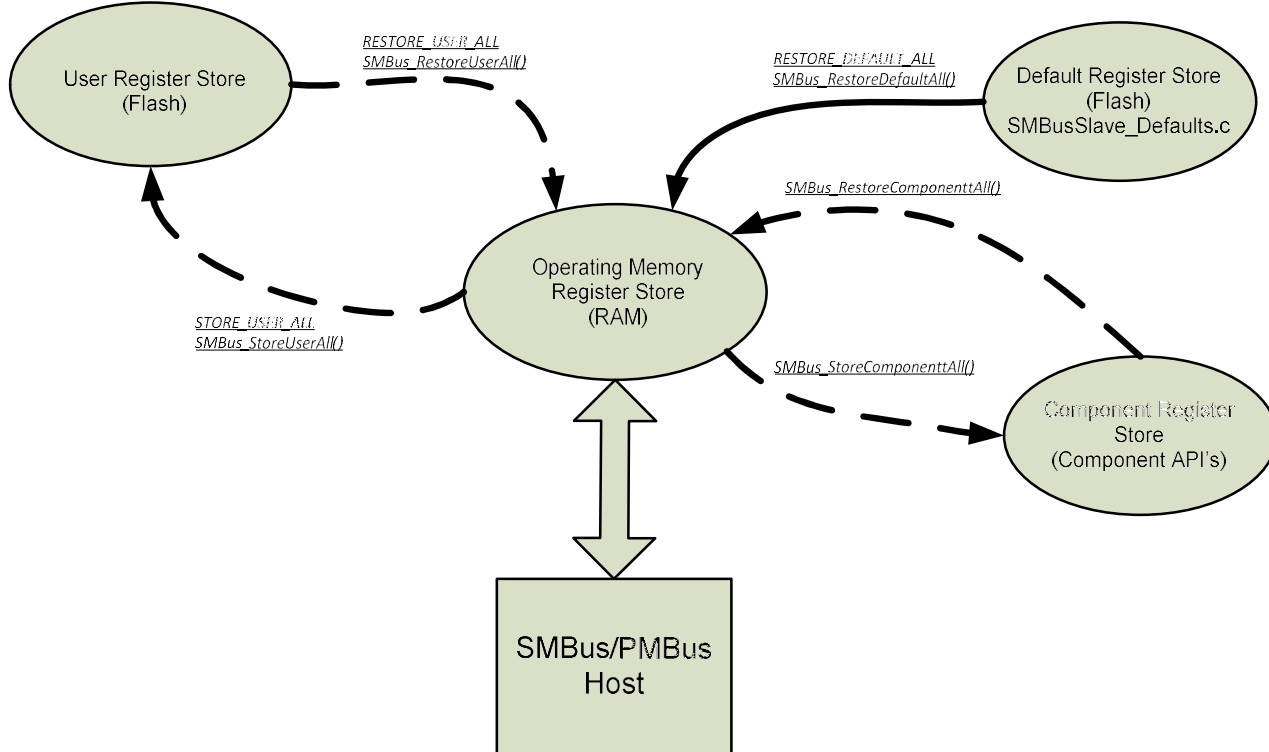 RESTORE_USER_ALL
SMBus_RestoreUserAll()
User Register Store
(Flash)
RESTORE_DEFAULT_ALL
SMBus_RestoreDefaultAll()
Default Register Store
(Flash)
SMBusSlave_Defaults.c
SMBus_RestoreComponenttAll()
Operating Memory
Register Store
(RAM)
STORE_USER_ALL
SMBus_StoreUserAll()
SMBus_StoreComponenttAll()
Component Register
Store
(Component API's)
SMBus/PMBus
Host